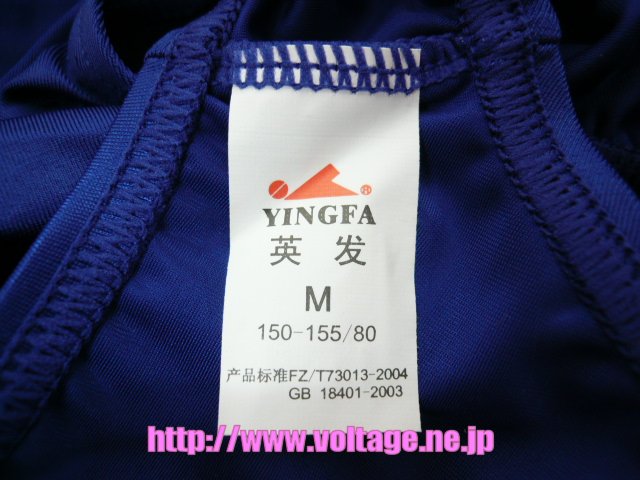 ®
YINGFA
英 发
M
150-155/80
产品标准FZ/T73013-2004
GB 18401-2003
http://www.voltage.ne.jp